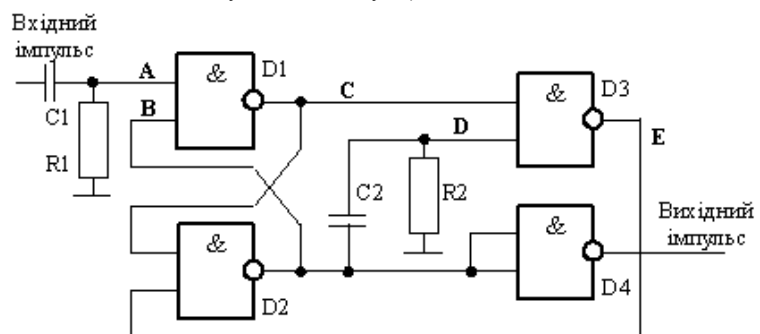 Вхідний
імпульс
A
&
D1
C
&
D3
C1
B
D
E
R1
C2
R2
Вихідний
імпульс
&
&
D2
D4